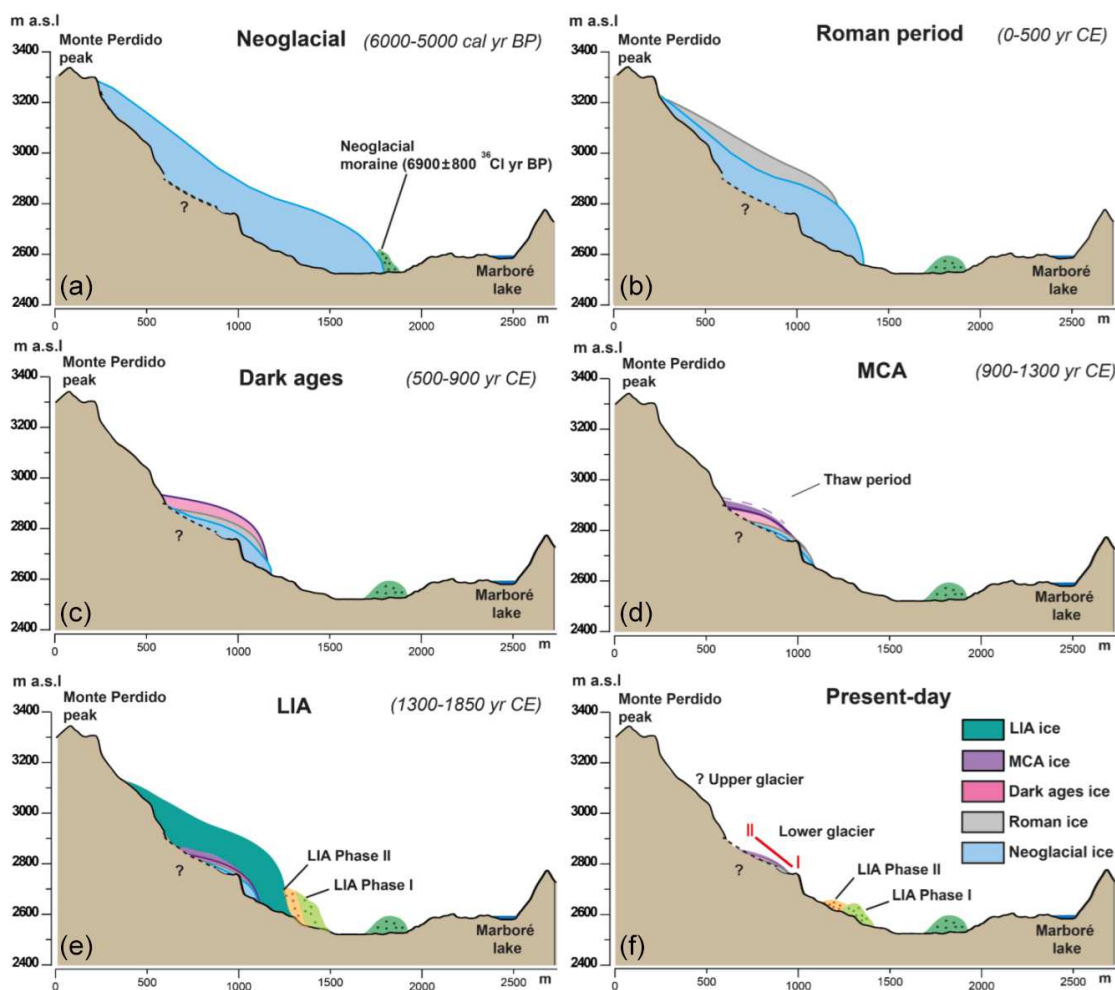 m a.s.l
Monte Perdido
peak
Neoglacial (6000-5000 cal yr BP)
3400
3200
3000
2800
2600
2400
Neoglacial
moraine (6900±800 ³⁶Cl yr BP)
?
Marboré
lake
(a)
0 500 1000 1500 2000 2500 m
m a.s.l
Monte Perdido
peak
Roman period (0-500 yr CE)
3400
3200
3000
2800
2600
2400
?
Marboré
lake
(b)
0 500 1000 1500 2000 2500 m
m a.s.l
Monte Perdido
peak
Dark ages (500-900 yr CE)
3400
3200
3000
2800
2600
2400
?
Marboré
lake
(c)
0 500 1000 1500 2000 2500 m
m a.s.l
Monte Perdido
peak
MCA (900-1300 yr CE)
3400
3200
3000
2800
2600
2400
Thaw period
?
Marboré
lake
(d)
0 500 1000 1500 2000 2500 m
m a.s.l
Monte Perdido
peak
LIA (1300-1850 yr CE)
3400
3200
3000
2800
2600
2400
LIA Phase II
LIA Phase I
?
Marboré
lake
(e)
0 500 1000 1500 2000 2500 m
m a.s.l
Monte Perdido
peak
Present-day
3400
3200
3000
2800
2600
2400
? Upper glacier
II
I
Lower glacier
LIA Phase II
LIA Phase I
?
LIA ice
MCA ice
Dark ages ice
Roman ice
Neoglacial ice
Marboré
lake
(f)
0 500 1000 1500 2000 2500 m